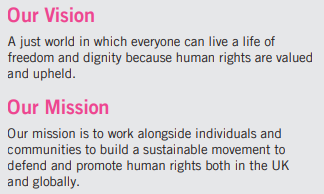 Our Vision
A just world in which everyone can live a life of
freedom and dignity because human rights are valued
and upheld.
Our Mission
Our mission is to work alongside individuals and
communities to build a sustainable movement to
defend and promote human rights both in the UK
and globally.